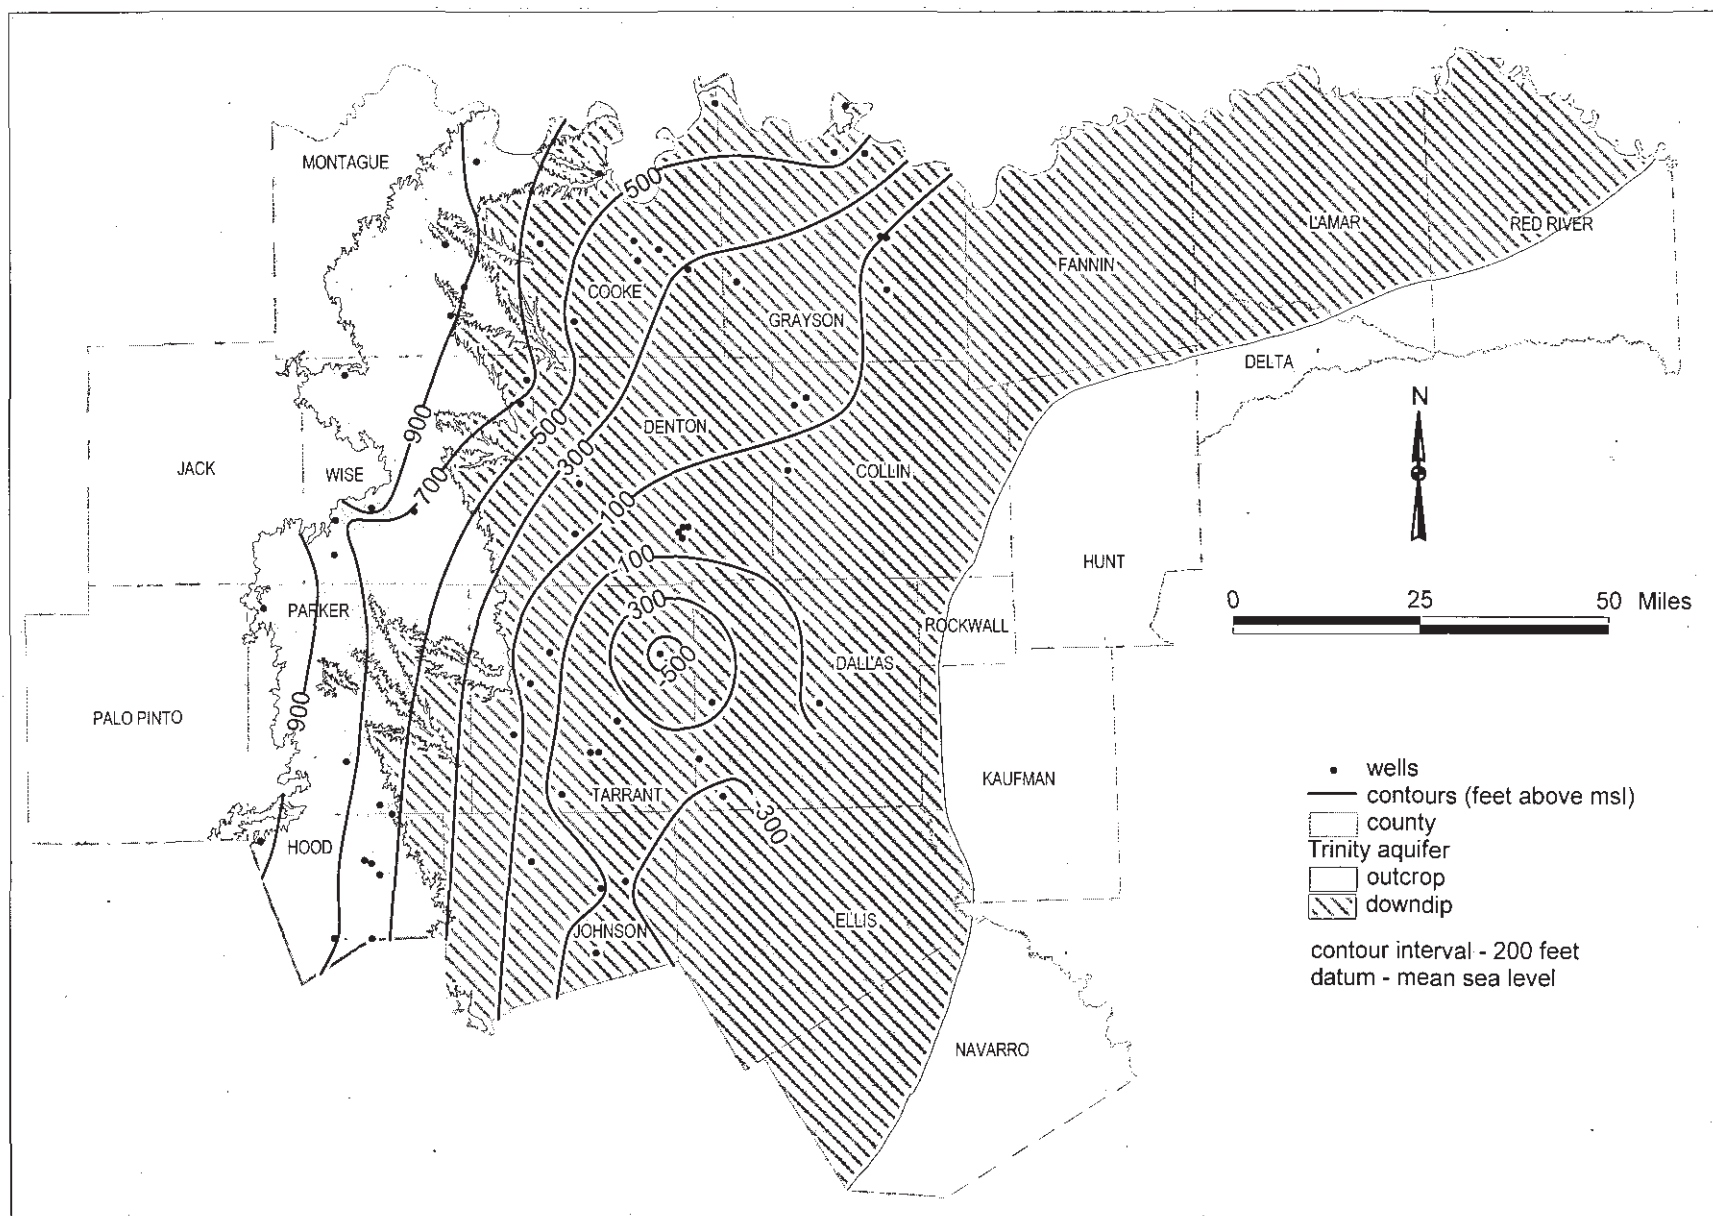 MONTAGUE
500
L'AMAR
RED RIVER
FANNIN
COOKE
GRAYSON
DELTA
N
900
500
DENTON
JACK
WISE
700
300
COLLIN
100
HUNT
-100
0 25 50 Miles
PARKER
-300
ROCKWALL
DALLAS
-500
PALO PINTO
900
wells
KAUFMAN
TARRANT
contours (feet above msl)
-300
county
HOOD
Trinity aquifer
outcrop
downdip
ELLIS
JOHNSON
contour interval - 200 feet
datum - mean sea level
NAVARRO